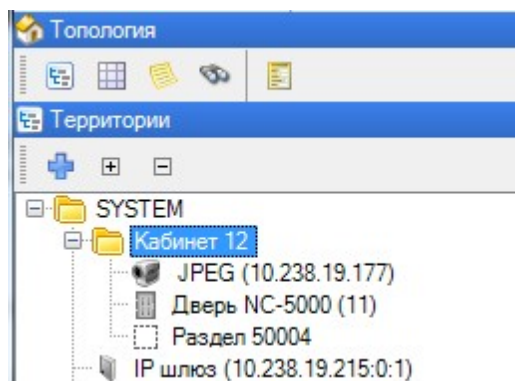 Топология
Территории
SYSTEM
Кабинет 12
JPEG (10.238.19.177)
Дверь NC-5000 (11)
Раздел 50004
IP шлюз (10.238.19.215:0:1)